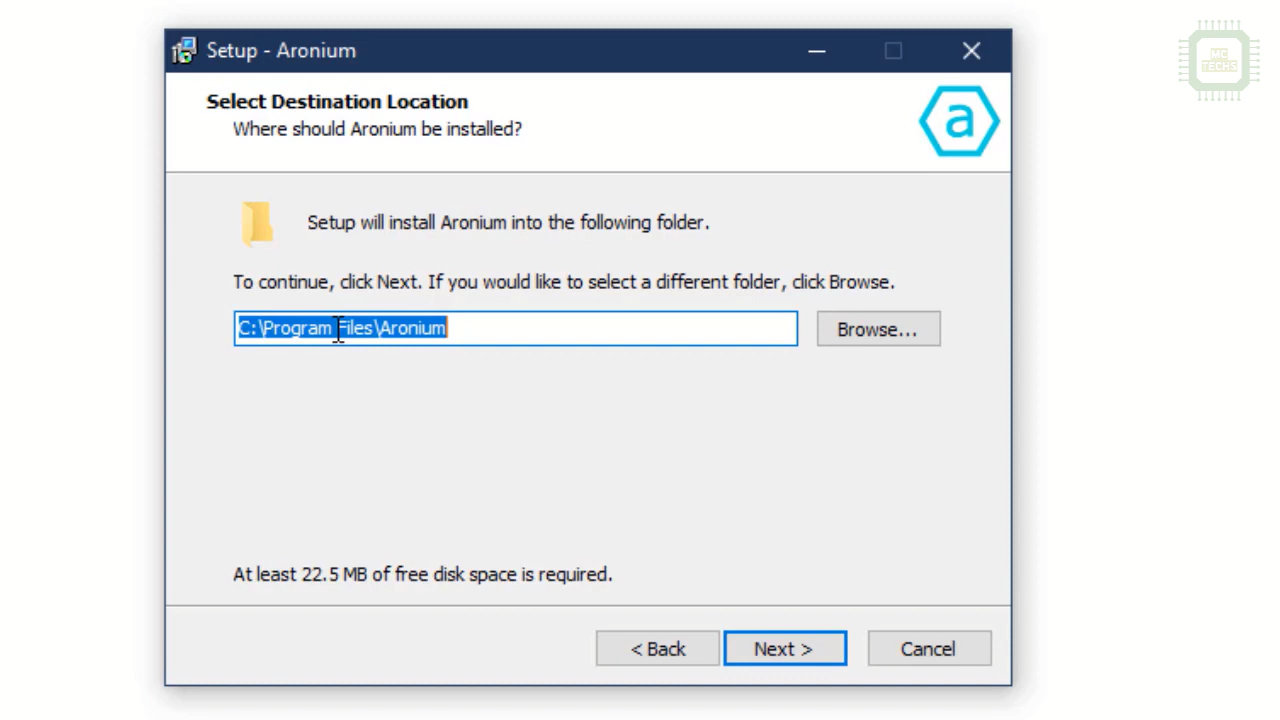 Setup - Aronium
MC
TECHS
Select Destination Location
Where should Aronium be installed?
a
Setup will install Aronium into the following folder.
To continue, click Next. If you would like to select a different folder, click Browse.
C:\Program Files\Aronium
Browse...
At least 22.5 MB of free disk space is required.
< Back
Next >
Cancel